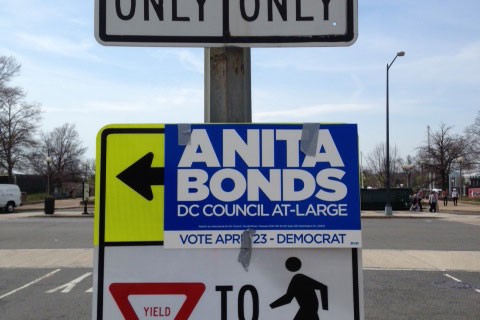 ONLY ONLY
ANITA
BONDS
DC COUNCIL AT-LARGE
VOTE APRIL 23 - DEMOCRAT
YIELD
TO